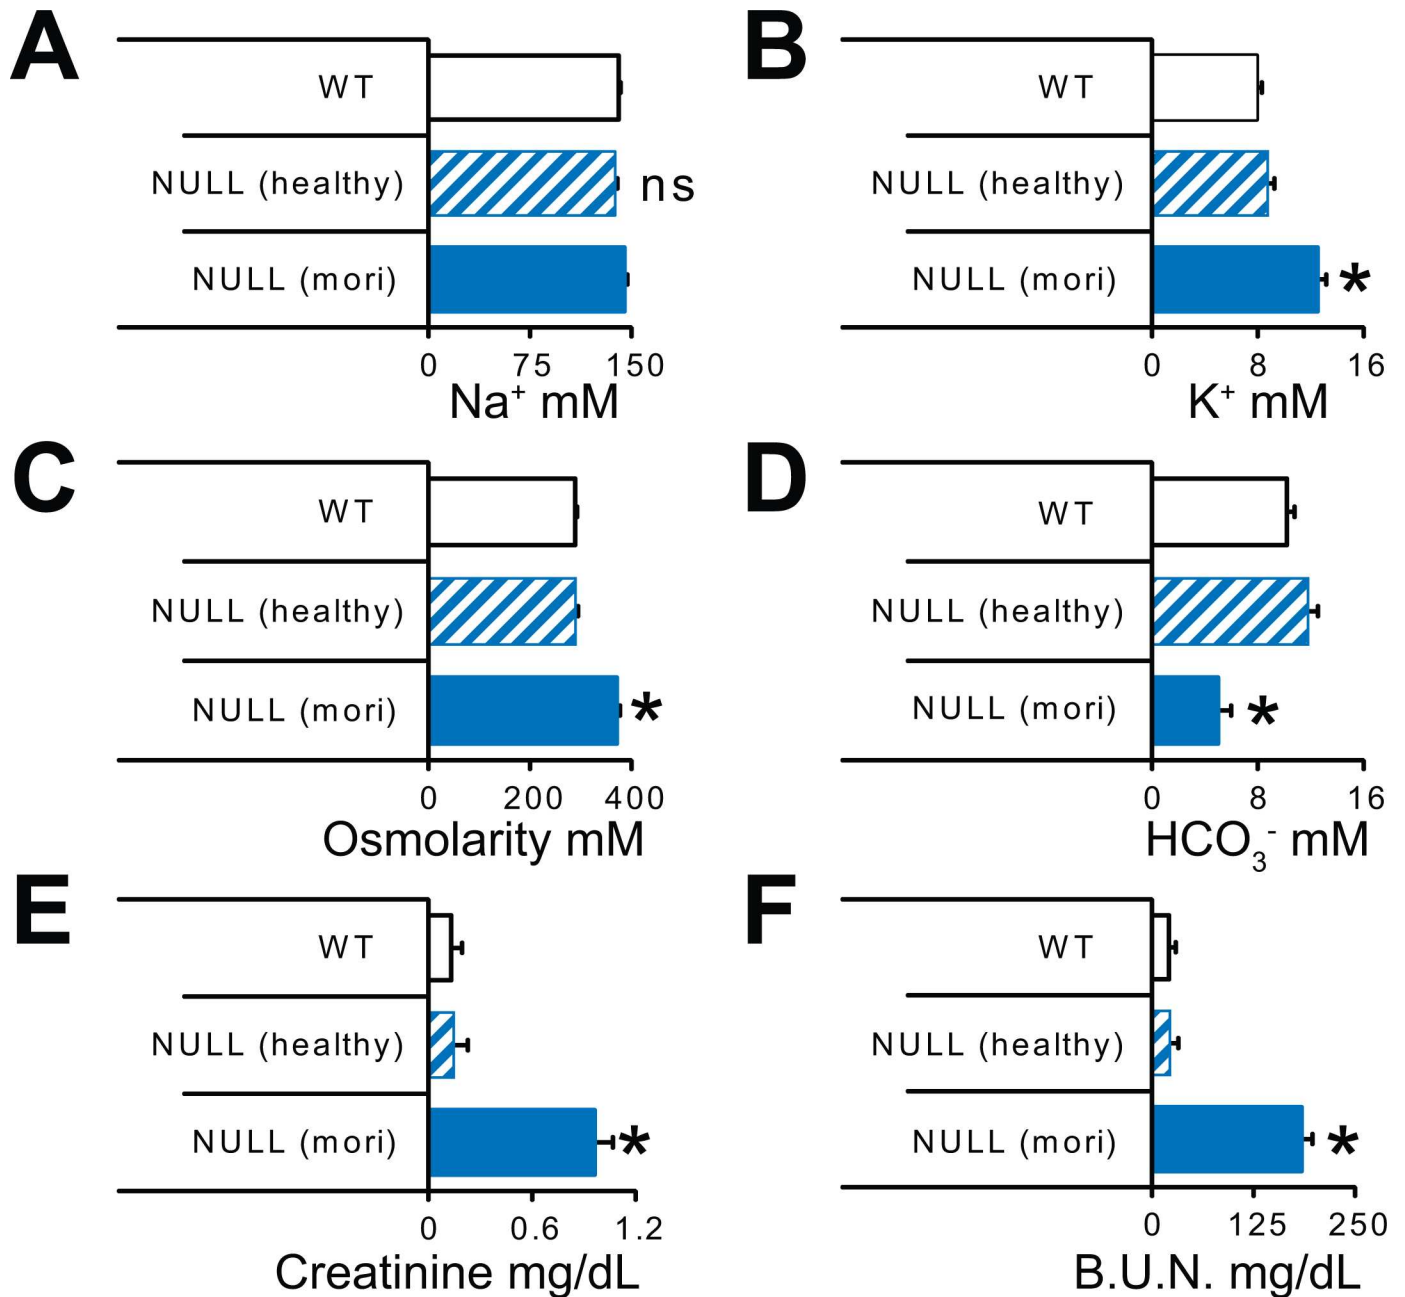 A
WT
NULL (healthy)
ns
NULL (mori)
0 75 150
Na⁺ mM
B
WT
NULL (healthy)
NULL (mori)
*
0 8 16
K⁺ mM
C
WT
NULL (healthy)
NULL (mori)
*
0 200 400
Osmolarity mM
D
WT
NULL (healthy)
NULL (mori)
*
0 8 16
HCO₃⁻ mM
E
WT
NULL (healthy)
NULL (mori)
*
0 0.6 1.2
Creatinine mg/dL
F
WT
NULL (healthy)
NULL (mori)
*
0 125 250
B.U.N. mg/dL